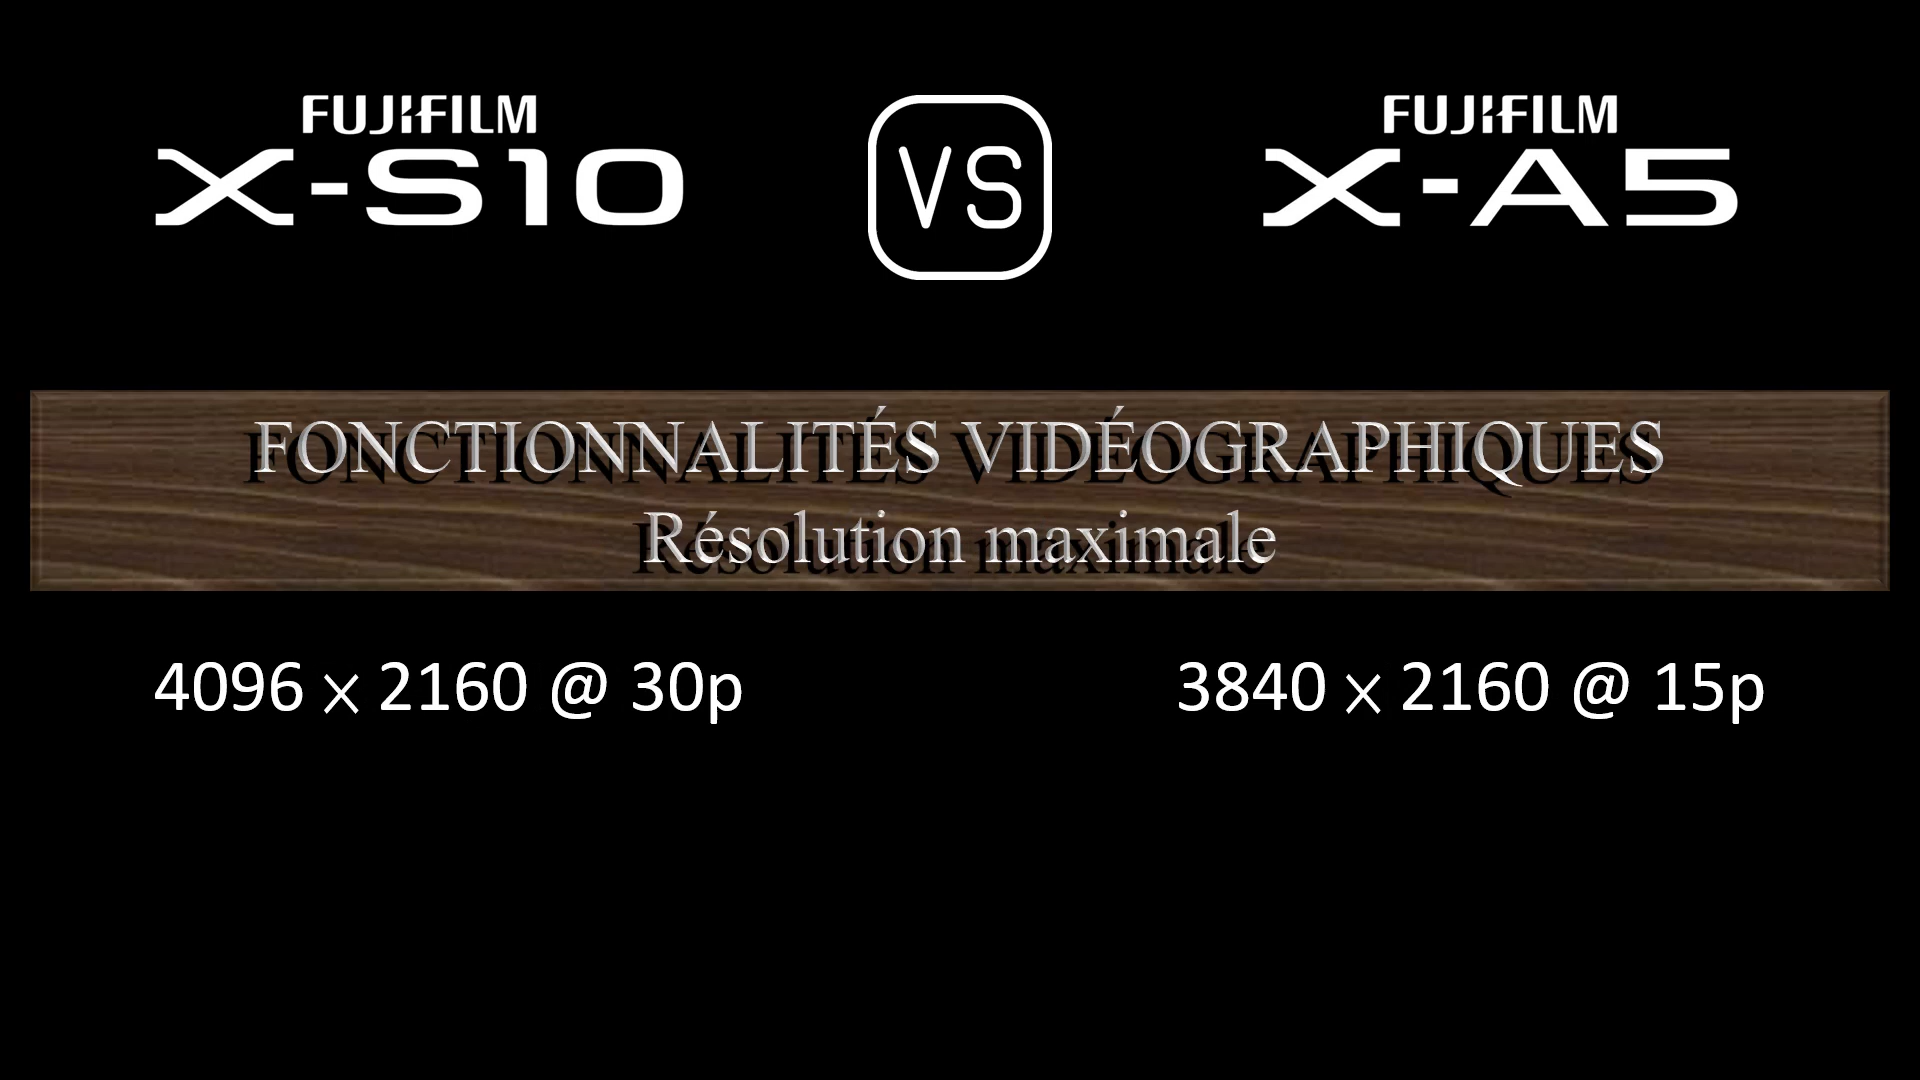 FUJIFILM
X-S10
VS
FUJIFILM
X-A5
FONCTIONNALITÉS VIDÉOGRAPHIQUES
Résolution maximale
4096 x 2160 @ 30p
3840 x 2160 @ 15p